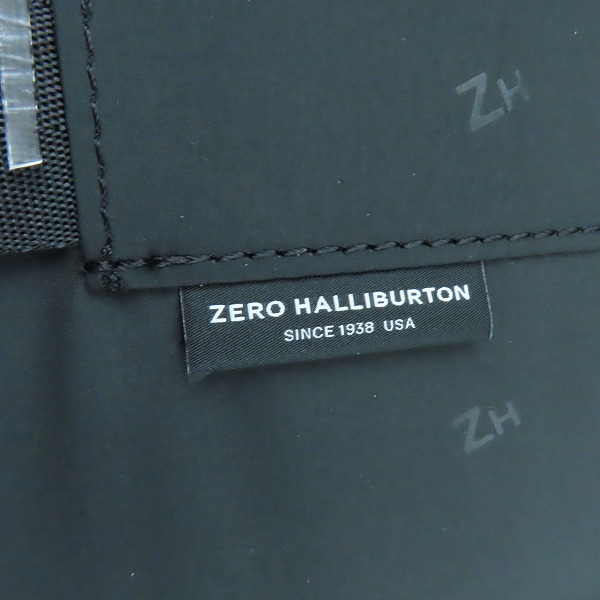 ZH
ZERO HALLIBURTON
SINCE 1938 USA
ZH